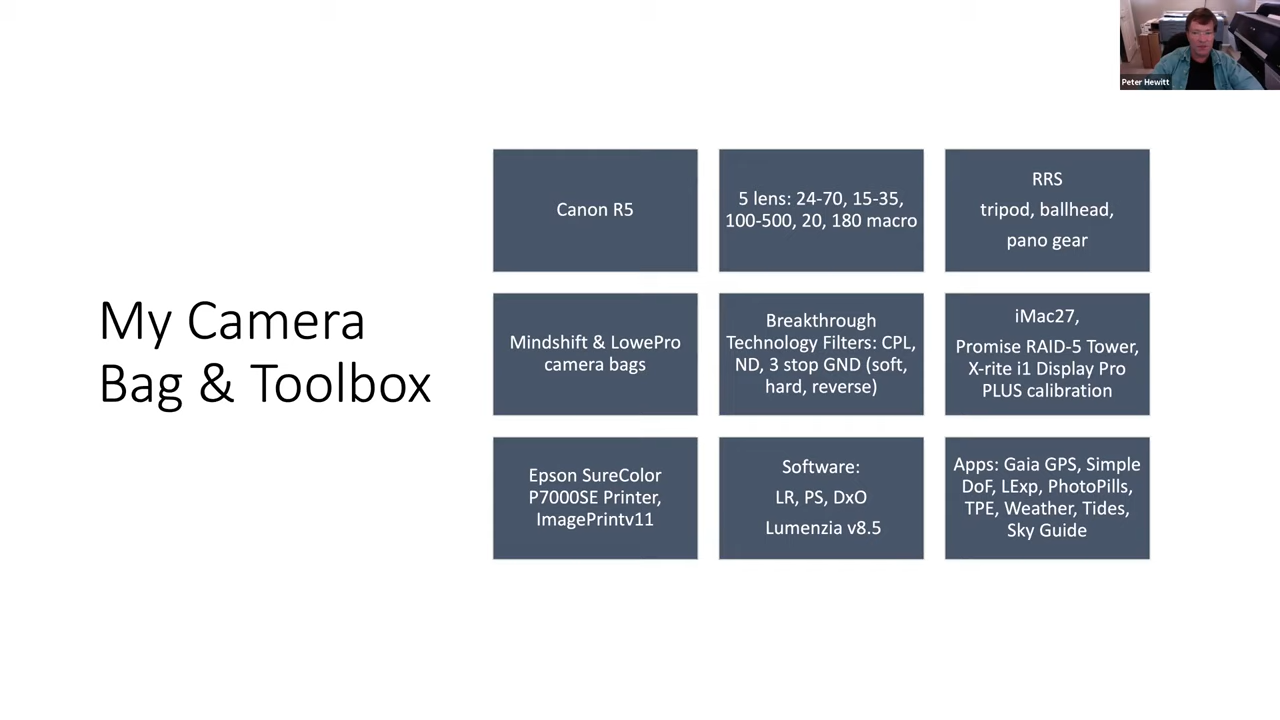 Peter Hewitt
My Camera
Bag & Toolbox
Canon R5
5 lens: 24-70, 15-35,
100-500, 20, 180 macro
RRS
tripod, ballhead,
pano gear
Mindshift & LowePro
camera bags
Breakthrough
Technology Filters: CPL,
ND, 3 stop GND (soft,
hard, reverse)
iMac27,
Promise RAID-5 Tower,
X-rite i1 Display Pro
PLUS calibration
Epson SureColor
P7000SE Printer,
ImagePrintv11
Software:
LR, PS, DxO
Lumenzia v8.5
Apps: Gaia GPS, Simple
DoF, LExp, PhotoPills,
TPE, Weather, Tides,
Sky Guide